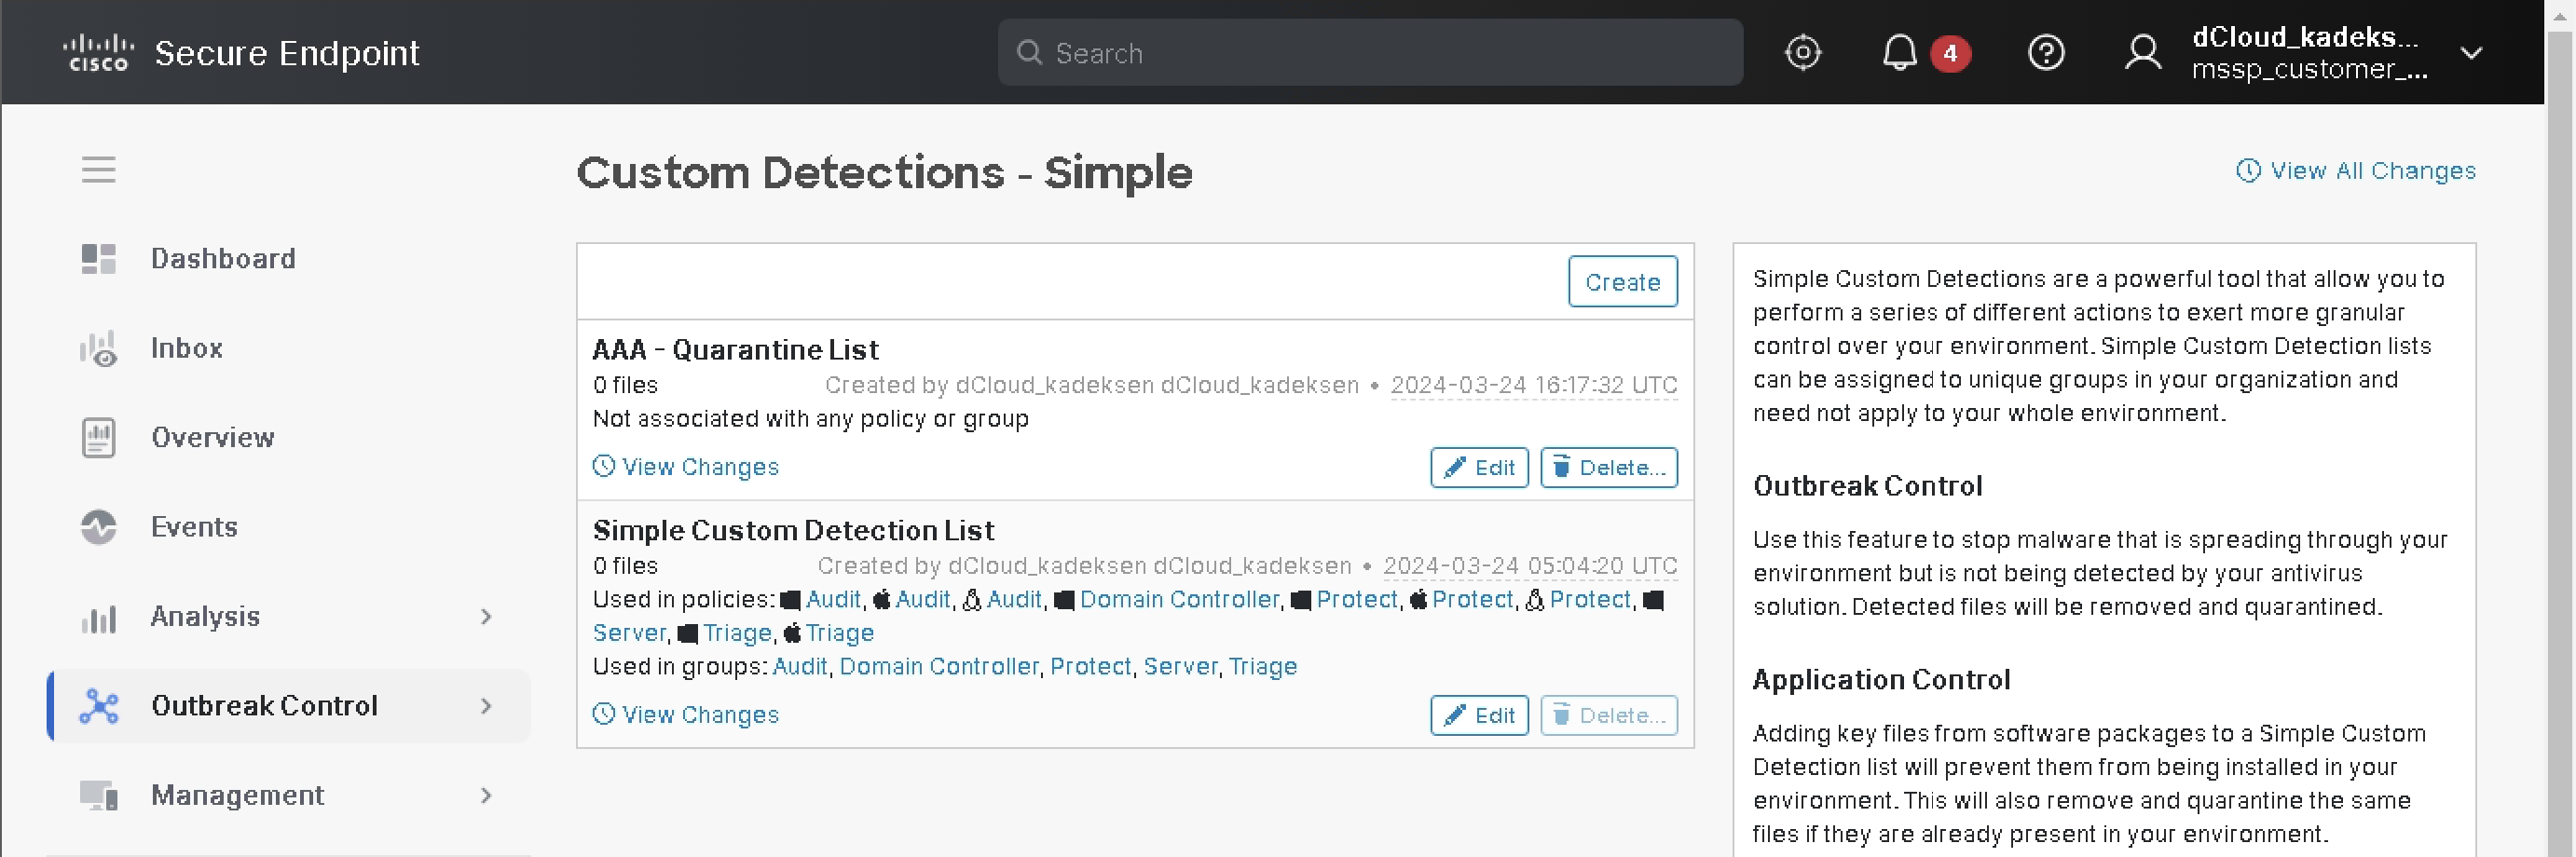 CISCO Secure Endpoint
Search
4
dCloud_kadeks...
mssp_customer_...
Dashboard
Inbox
Overview
Events
Analysis
Outbreak Control
Management
Custom Detections - Simple
View All Changes
Create
AAA - Quarantine List
0 files Created by dCloud_kadeksen dCloud_kadeksen • 2024-03-24 16:17:32 UTC
Not associated with any policy or group
View Changes Edit Delete...
Simple Custom Detection List
0 files Created by dCloud_kadeksen dCloud_kadeksen • 2024-03-24 05:04:20 UTC
Used in policies: Audit, Audit, Audit, Domain Controller, Protect, Protect, Protect,
Server, Triage, Triage
Used in groups: Audit, Domain Controller, Protect, Server, Triage
View Changes Edit Delete...
Simple Custom Detections are a powerful tool that allow you to
perform a series of different actions to exert more granular
control over your environment. Simple Custom Detection lists
can be assigned to unique groups in your organization and
need not apply to your whole environment.
Outbreak Control
Use this feature to stop malware that is spreading through your
environment but is not being detected by your antivirus
solution. Detected files will be removed and quarantined.
Application Control
Adding key files from software packages to a Simple Custom
Detection list will prevent them from being installed in your
environment. This will also remove and quarantine the same
files if they are already present in your environment.